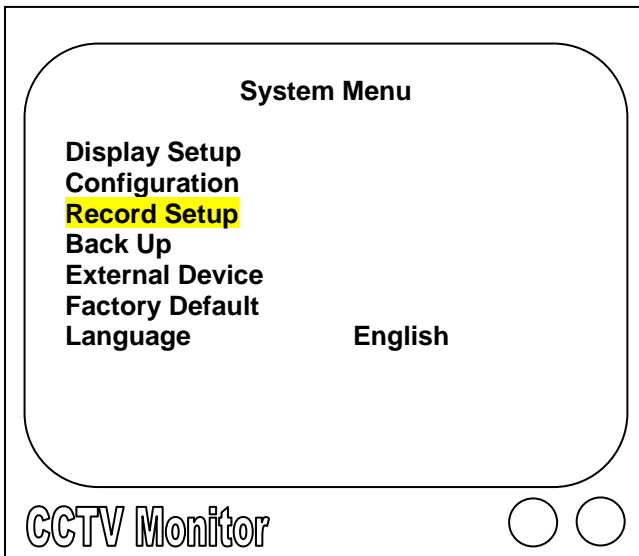 System Menu
Display Setup
Configuration
Record Setup
Back Up
External Device
Factory Default
Language English
CCTV Monitor